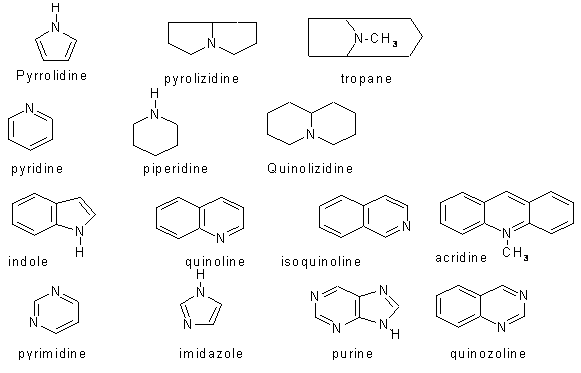 H
N
N
N-CH3
Pyrrolidine pyrolizidine tropane
H
N N N
pyridine piperidine Quinolizidine
N
H N N N
CH3
indole quinoline isoquinoline acridine
H
N N N N N
N N N N H N
pyrimidine imidazole purine quinozoline